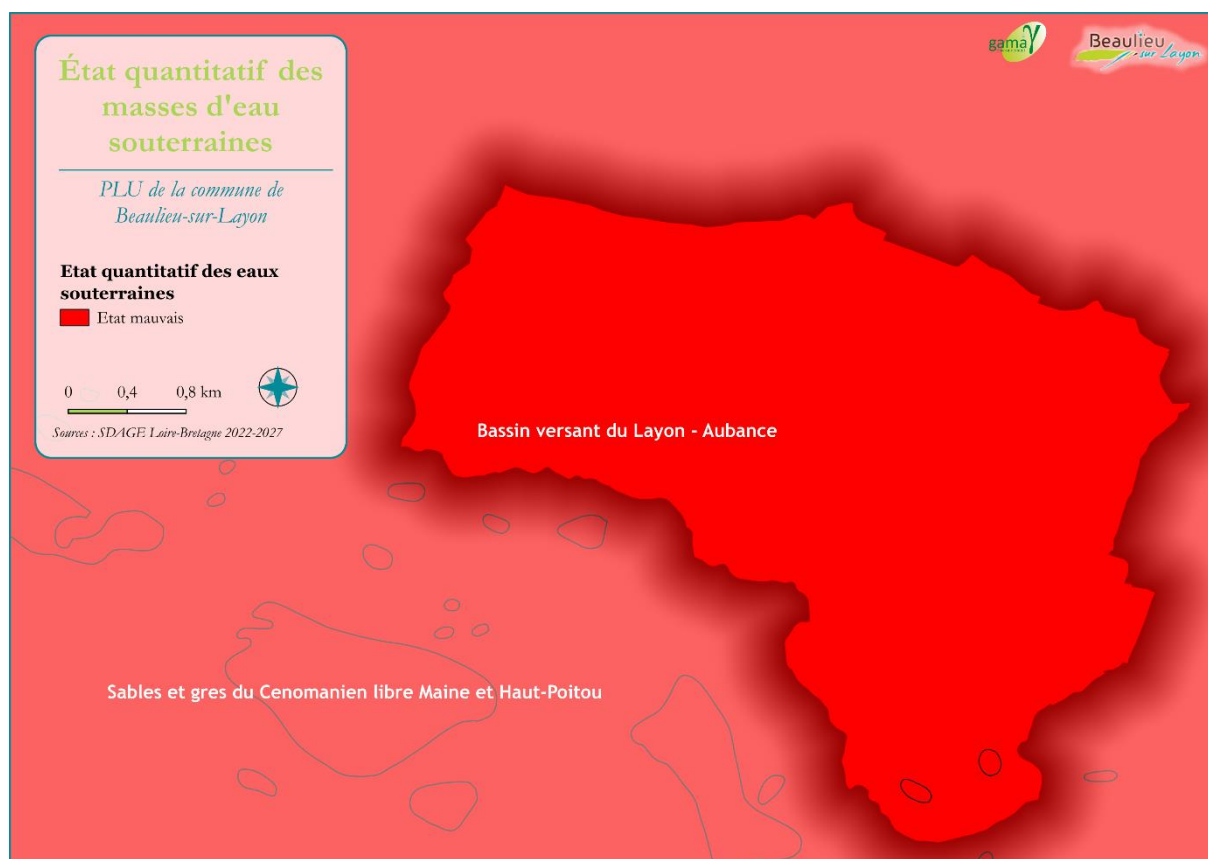 État quantitatif des
masses d'eau
souterraines
PLU de la commune de
Beaulieu-sur-Layon
Etat quantitatif des eaux
souterraines
Etat mauvais
0 0,4 0,8 km
Sources : SDAGE Loire-Bretagne 2022-2027
gama
Beaulieu
sur Layon
Bassin versant du Layon - Aubance
Sables et gres du Cenomanien libre Maine et Haut-Poitou